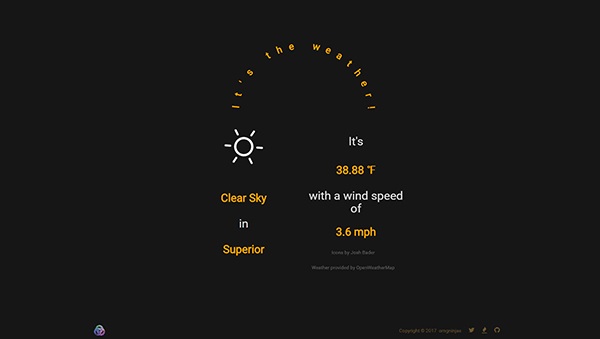 It's the weather!
Clear Sky
in
Superior
It's
38.88 °F
with a wind speed
of
3.6 mph
Icons by Josh Bador
Weather provided by OpenWeatherMap
Copyright © 2017